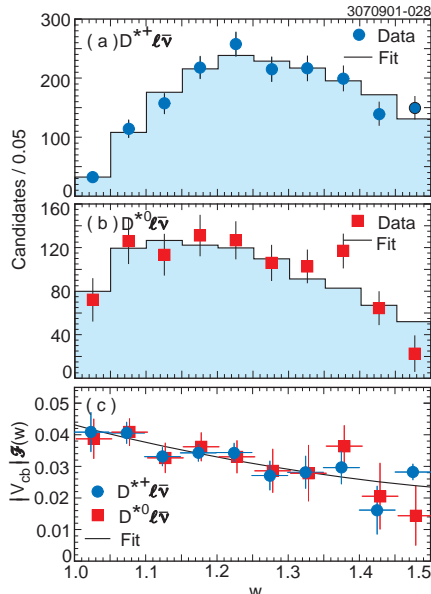 3070901-028
300
( a ) D*+ℓν̄
Data
Fit
200
100
0
Candidates / 0.05
160
( b ) D*0ℓν̄
Data
Fit
120
80
40
0
0.05
( c )
0.04
0.03
0.02
0.01
0
|Vcb| ℱ(w)
D*+ℓν̄
D*0ℓν̄
Fit
1.0 1.1 1.2 1.3 1.4 1.5
w